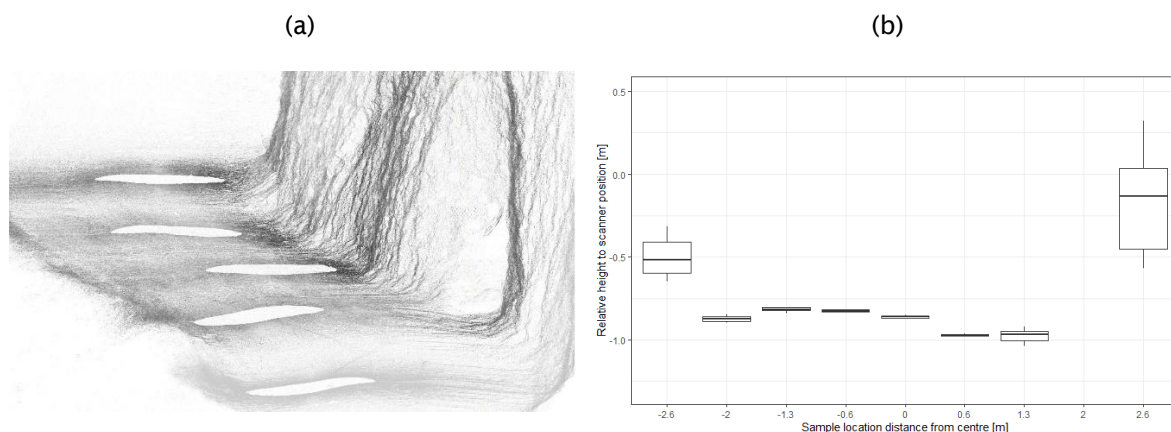 (a)
(b)
0.5
0.0
-0.5
-1.0
Relative height to scanner position [m]
-2.6 -2 -1.3 -0.6 0 0.6 1.3 2 2.6
Sample location distance from centre [m]